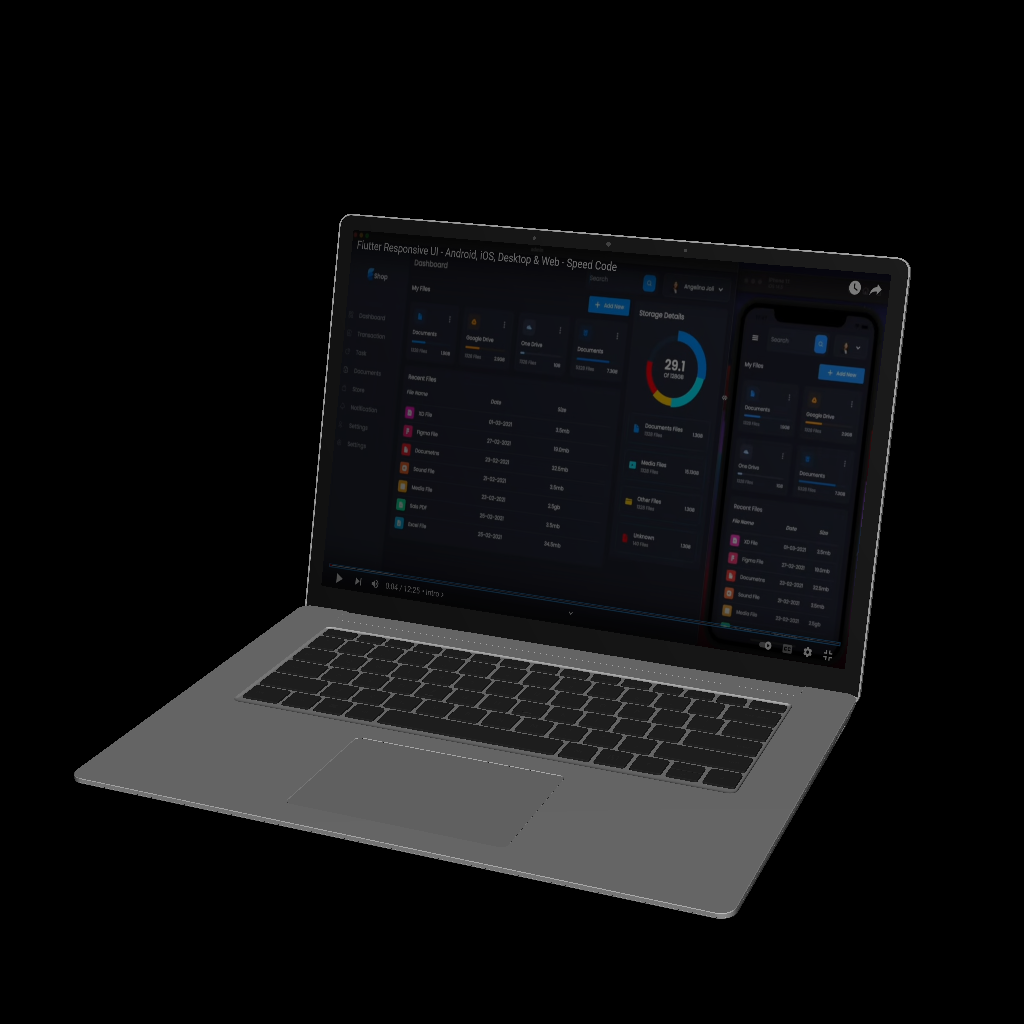 Flutter Responsive UI - Android, iOS, Desktop & Web - Speed Code
Shop
Dashboard
Search
Angelina Joli
My Files
+ Add New
Documents
Google Drive
One Drive
Documents
Dashboard
Transaction
Task
Documents
Store
Notification
Settings
Settings
Recent Files
File Name Date Size
XD File 01-03-2021 3.5mb
Figma File 27-02-2021 19.0mb
Documetns 23-02-2021 32.5mb
Sound File 21-02-2021 3.5mb
Media File 23-02-2021 2.5gb
Sals PDF 25-02-2021 3.5mb
Excel File 25-02-2021 34.5mb
Storage Details
29.1
Of 128GB
Documents Files
Media Files
Other Files
Unknown
Search
My Files
+ Add New
Documents
Google Drive
One Drive
Documents
Recent Files
File Name Date Size
XD File 01-03-2021 3.5mb
Figma File 27-02-2021 19.0mb
Documetns 23-02-2021 32.5mb
Sound File 21-02-2021 3.5mb
Media File 23-02-2021 2.5gb
0:04 / 12:25 • Intro